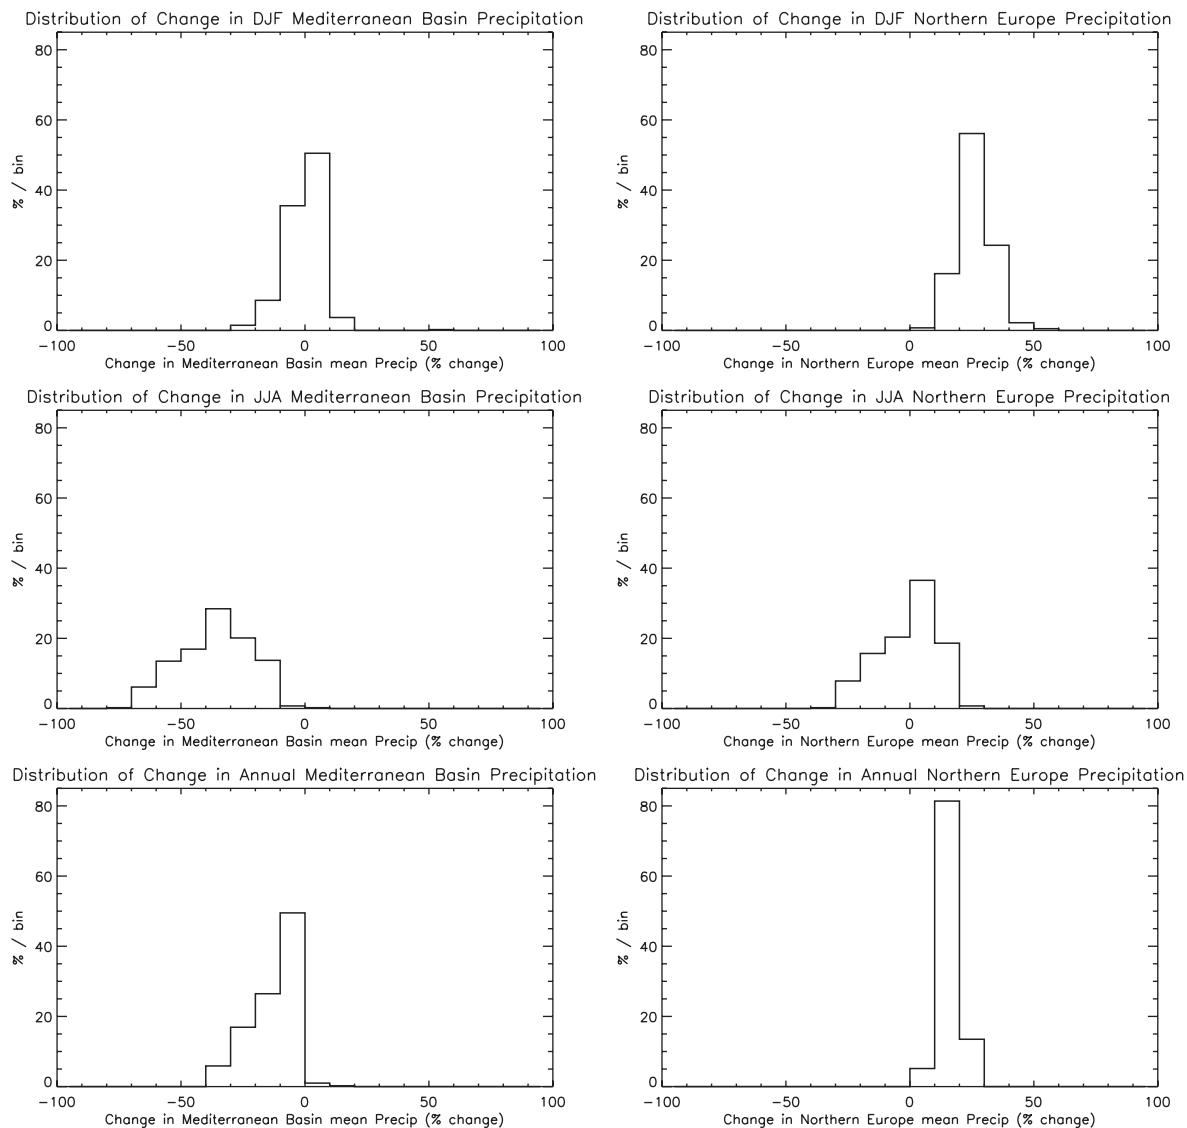 Distribution of Change in DJF Mediterranean Basin Precipitation
80
60
40
20
0
% / bin
-100 -50 0 50 100
Change in Mediterranean Basin mean Precip (% change)
Distribution of Change in DJF Northern Europe Precipitation
80
60
40
20
0
% / bin
-100 -50 0 50 100
Change in Northern Europe mean Precip (% change)
Distribution of Change in JJA Mediterranean Basin Precipitation
80
60
40
20
0
% / bin
-100 -50 0 50 100
Change in Mediterranean Basin mean Precip (% change)
Distribution of Change in JJA Northern Europe Precipitation
80
60
40
20
0
% / bin
-100 -50 0 50 100
Change in Northern Europe mean Precip (% change)
Distribution of Change in Annual Mediterranean Basin Precipitation
80
60
40
20
0
% / bin
-100 -50 0 50 100
Change in Mediterranean Basin mean Precip (% change)
Distribution of Change in Annual Northern Europe Precipitation
80
60
40
20
0
% / bin
-100 -50 0 50 100
Change in Northern Europe mean Precip (% change)